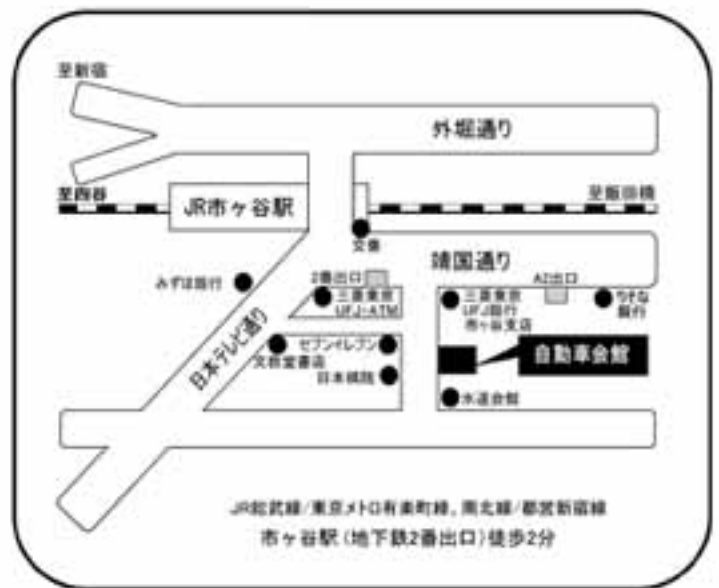 至新宿
外堀通り
至四谷
JR市ヶ谷駅
至飯田橋
交番
靖国通り
みずほ銀行
2番出口
A2出口
三菱東京
UFJ-ATM
三菱東京
UFJ銀行
市ヶ谷支店
りそな
銀行
日本テレビ通り
セブンイレブン
文教堂書店
日本棋院
自動車会館
水道会館
JR総武線/東京メトロ有楽町線、南北線/都営新宿線
市ヶ谷駅(地下鉄2番出口)徒歩2分